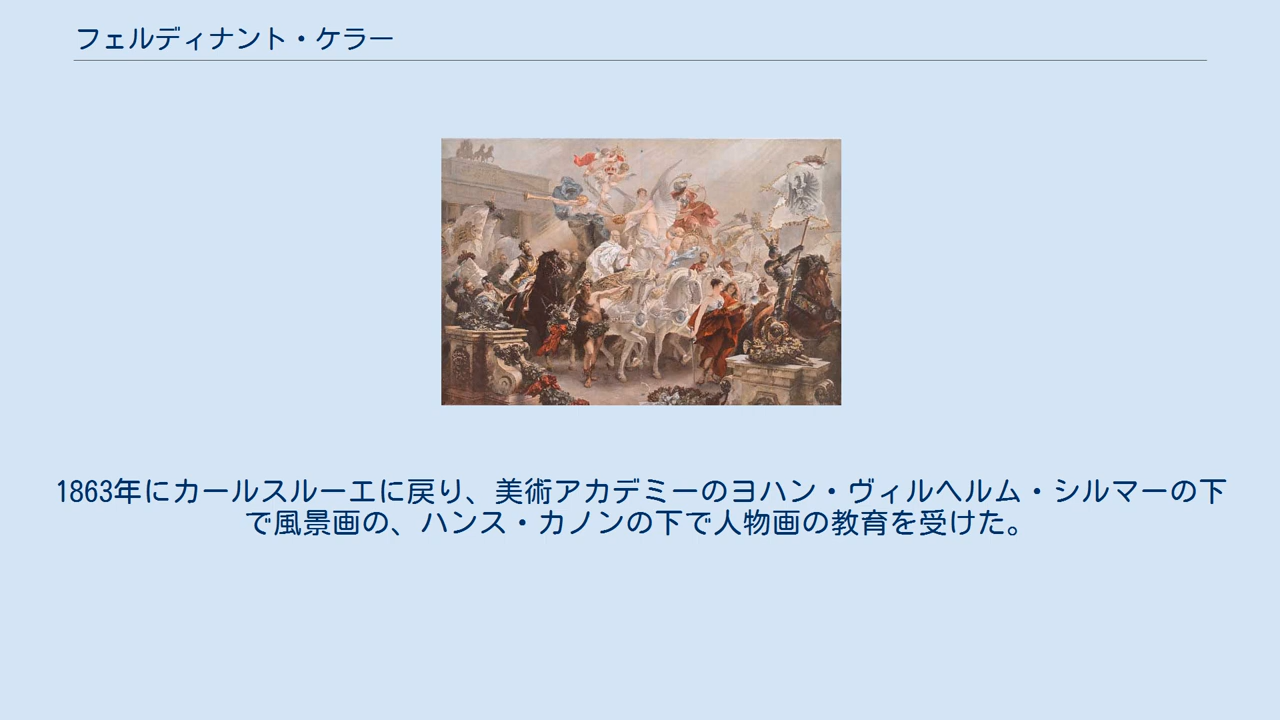 フェルディナント・ケラー
1863年にカールスルーエに戻り、美術アカデミーのヨハン・ヴィルヘルム・シルマーの下
で風景画の、ハンス・カノンの下で人物画の教育を受けた。